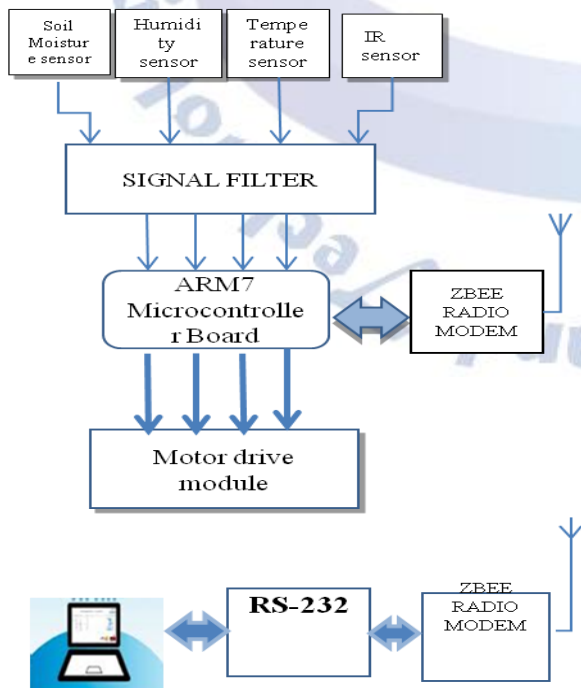 Soil
Moistur
e sensor
Humidi
ty
sensor
Tempe
rature
sensor
IR
sensor
SIGNAL FILTER
ARM7
Microcontrolle
r Board
ZBEE
RADIO
MODEM
Motor drive
module
RS-232
ZBEE
RADIO
MODEM